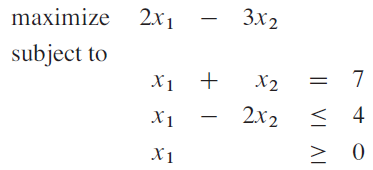 maximize 2x₁ − 3x₂
subject to
x₁ + x₂ = 7
x₁ − 2x₂ ≤ 4
x₁ ≥ 0